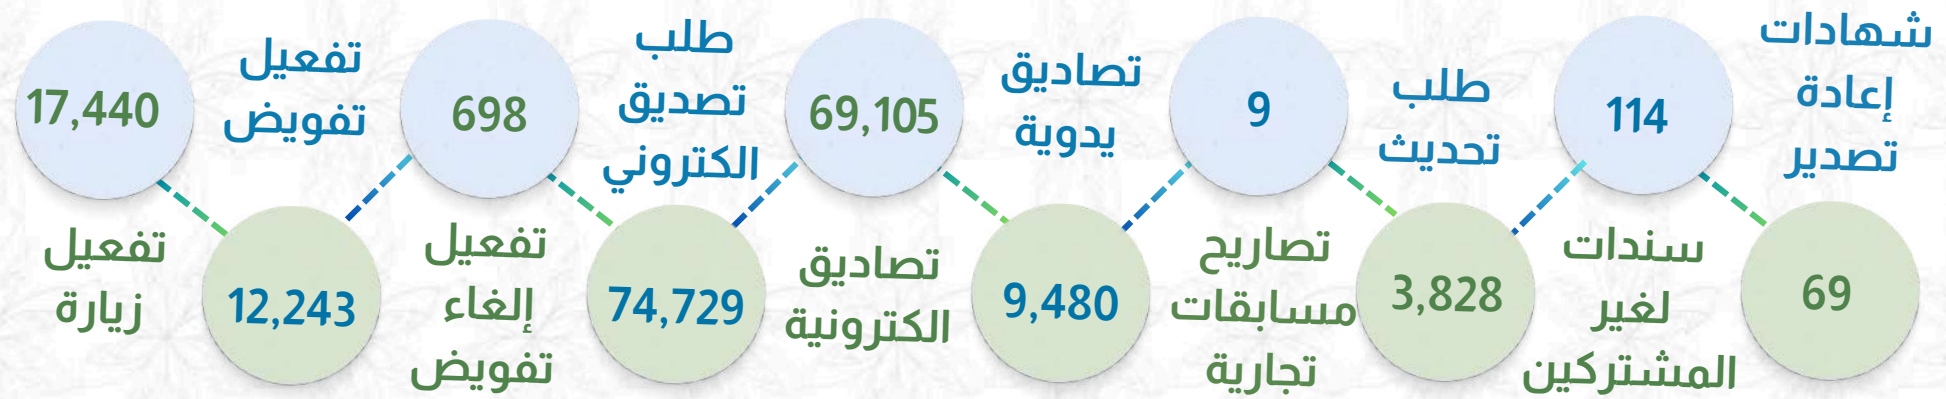 شهادات
إعادة
تصدير
69
114
سندات
لغير
المشتركين
طلب
تحديث
3,828
9
تصاريح
مسابقات
تجارية
تصاديق
يدوية
9,480
69,105
تصاديق
الكترونية
طلب
تصديق
الكتروني
74,729
698
تفعيل
إلغاء
تفويض
تفعيل
تفويض
12,243
17,440
تفعيل
زيارة